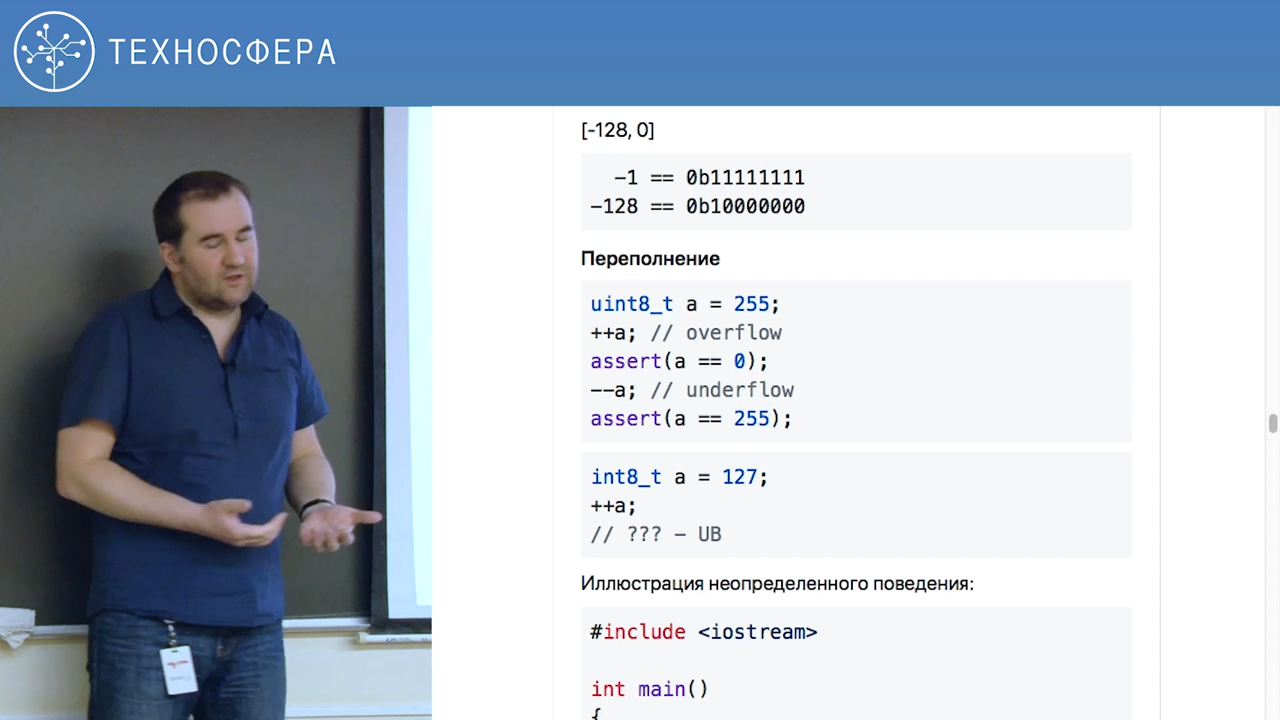 ТЕХНОСФЕРА
[-128, 0]
-1 == 0b11111111
-128 == 0b10000000
Переполнение
uint8_t a = 255;
++a; // overflow
assert(a == 0);
--a; // underflow
assert(a == 255);
int8_t a = 127;
++a;
// ??? - UB
Иллюстрация неопределенного поведения:
#include <iostream>
int main()
{